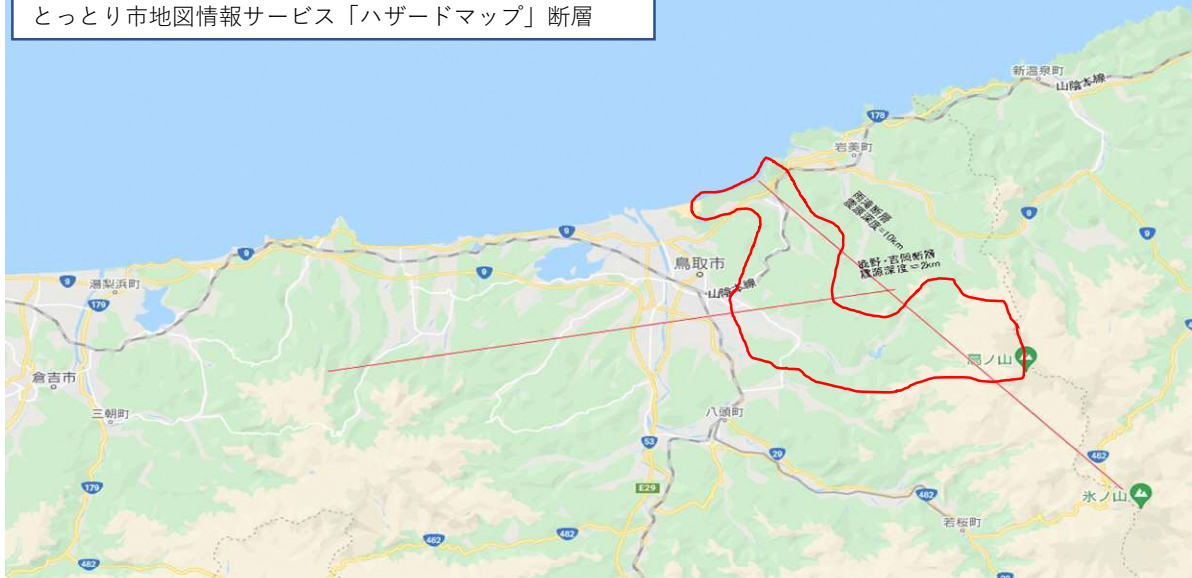 とっとり市地図情報サービス「ハザードマップ」断層
新温泉町
山陰本線
178
岩美町
雨滝断層
震源深度=10km
9
9
9
鳥取市
鹿野・吉岡断層
震源深度=2km
9
9
9
湯梨浜町
179
山陰本線
扇ノ山
倉吉市
三朝町
八頭町
53
29
482
179
E29
482
氷ノ山
若桜町
482
482
482
29